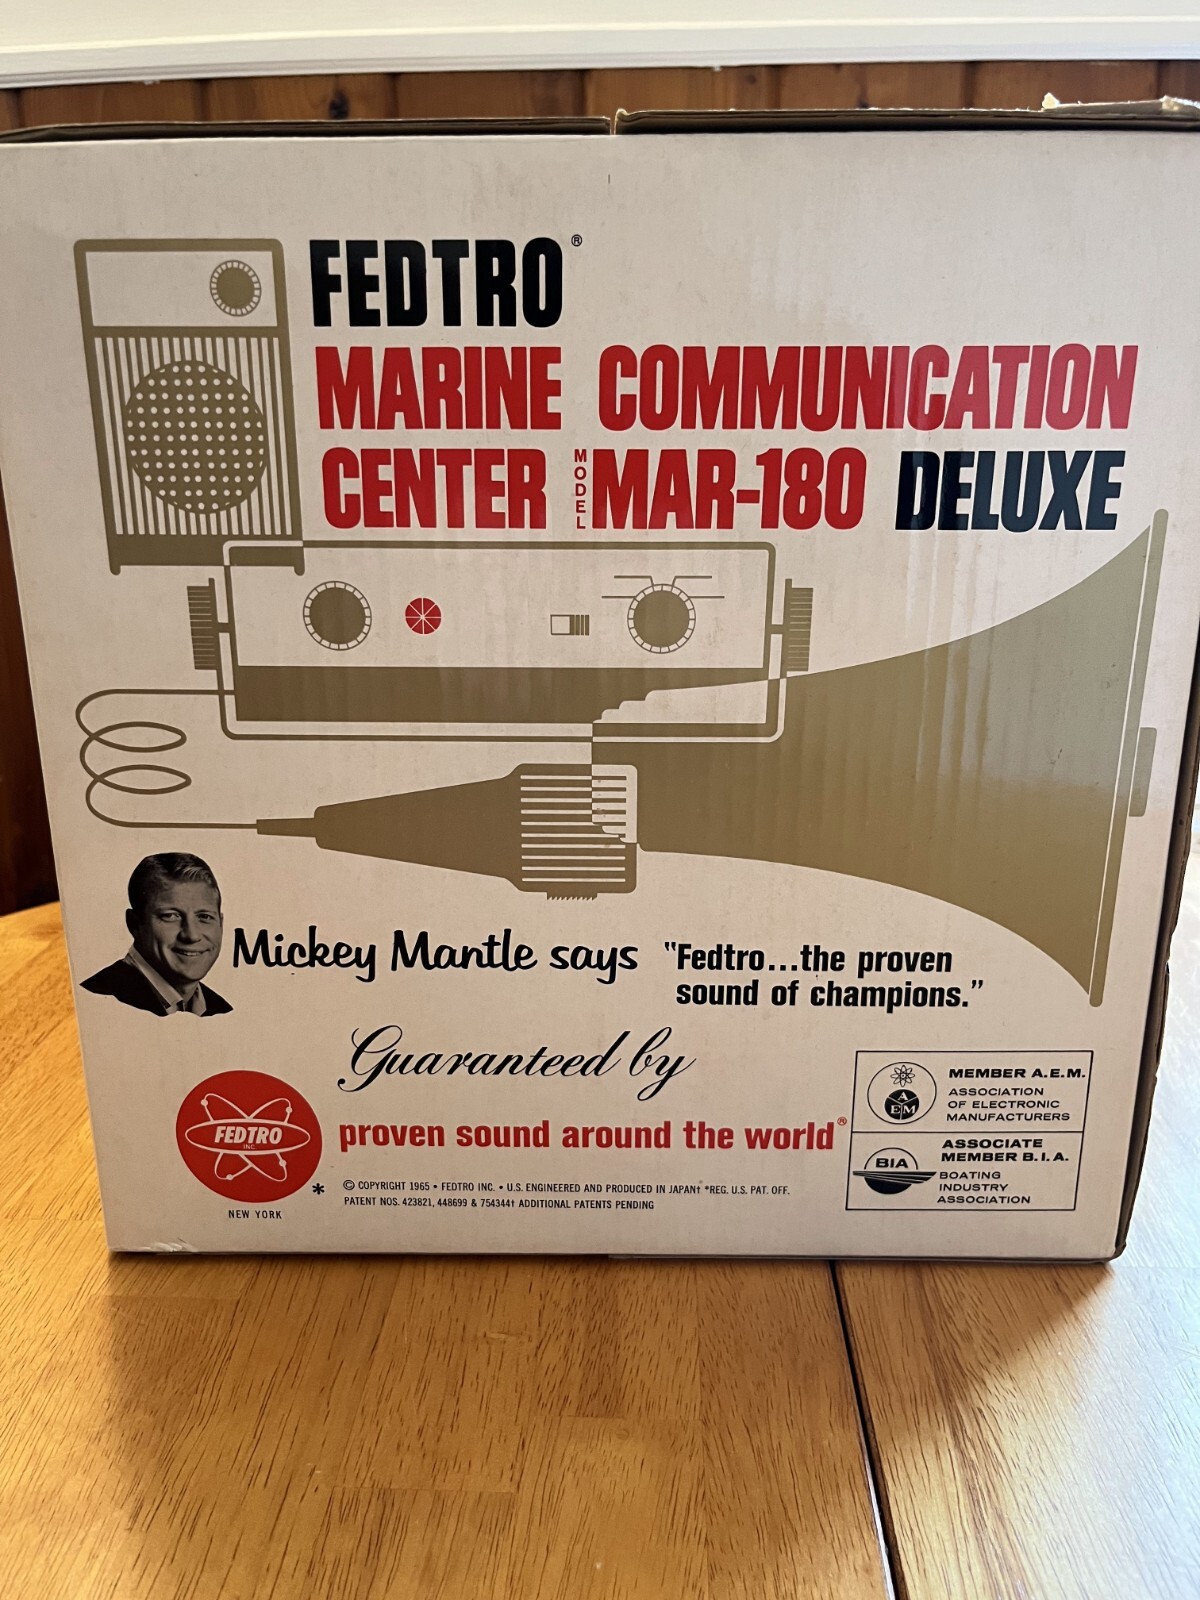 FEDTRO®
MARINE COMMUNICATION
CENTER MODEL MAR-180 DELUXE
Mickey Mantle says "Fedtro...the proven
sound of champions."
Guaranteed by
FEDTRO
INC
*
NEW YORK
proven sound around the world®
© COPYRIGHT 1965 • FEDTRO INC. • U.S. ENGINEERED AND PRODUCED IN JAPAN† *REG. U.S. PAT. OFF.
PATENT NOS. 423821, 448699 & 754344† ADDITIONAL PATENTS PENDING
AEM
MEMBER A.E.M.
ASSOCIATION
OF ELECTRONIC
MANUFACTURERS
BIA
ASSOCIATE
MEMBER B.I.A.
BOATING
INDUSTRY
ASSOCIATION